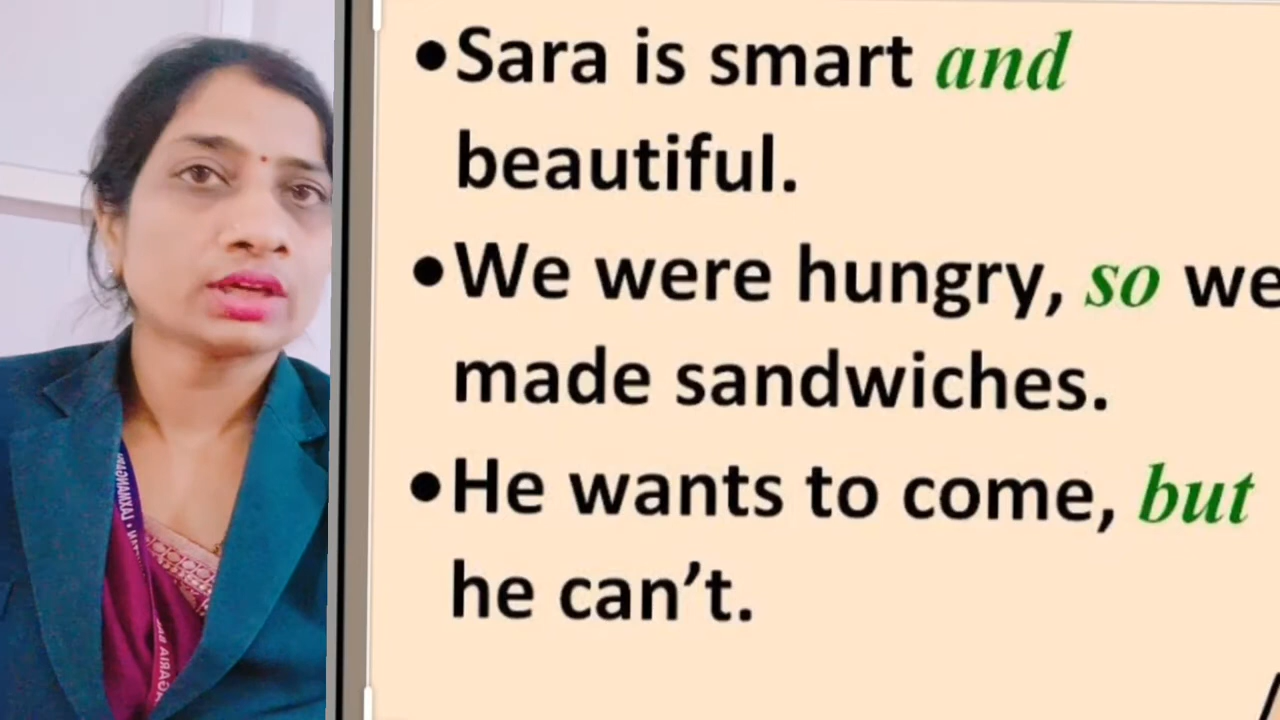 •Sara is smart and
beautiful.
•We were hungry, so we
made sandwiches.
•He wants to come, but
he can’t.